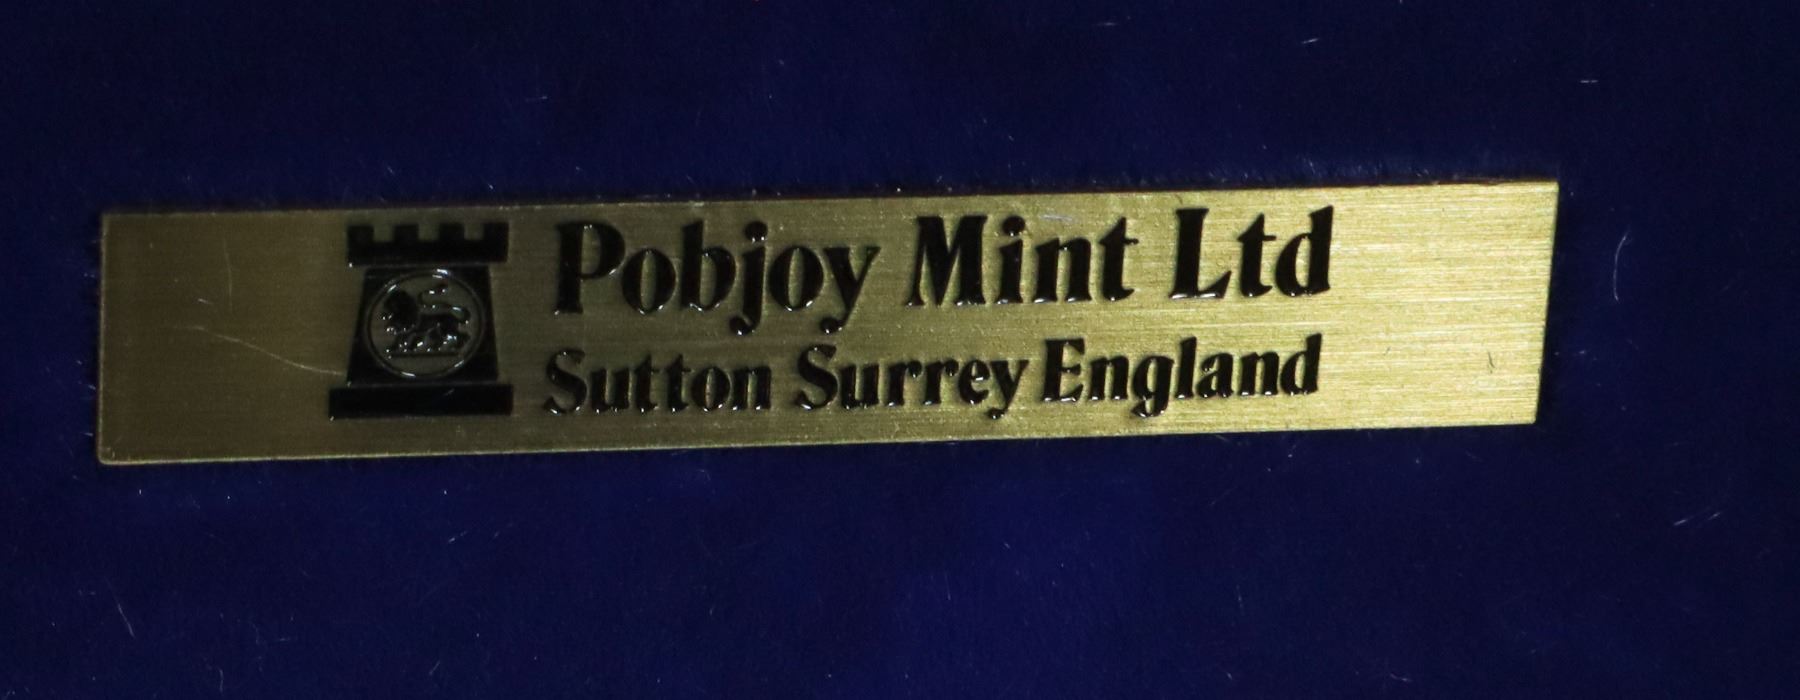 Pobjoy Mint Ltd
Sutton Surrey England